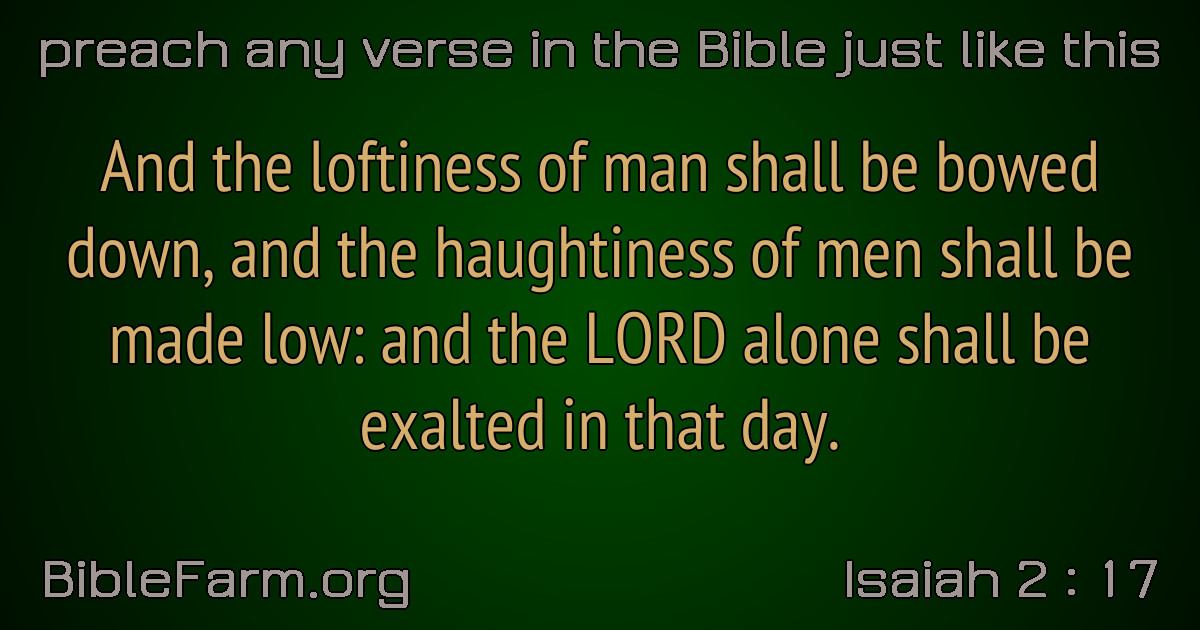 preach any verse in the Bible just like this
And the loftiness of man shall be bowed
down, and the haughtiness of men shall be
made low: and the LORD alone shall be
exalted in that day.
BibleFarm.org
Isaiah 2 : 17